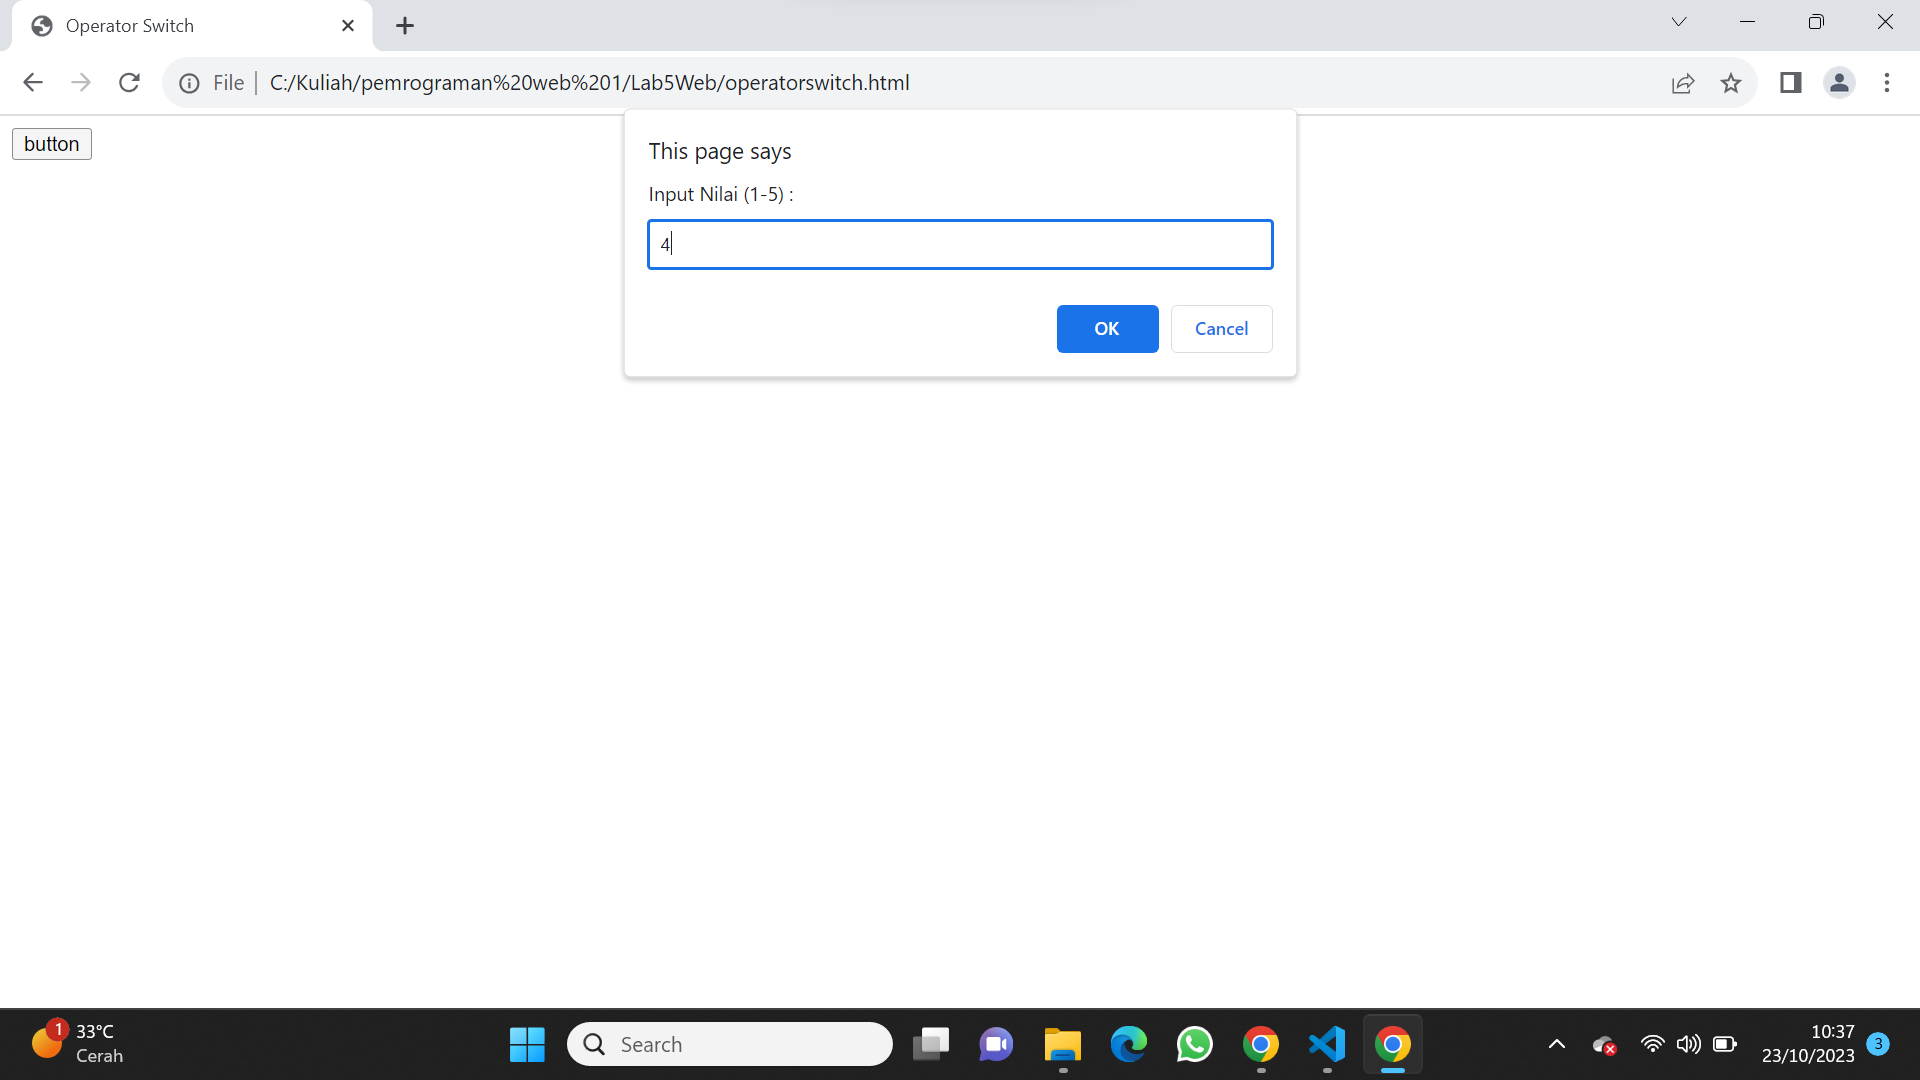 Operator Switch
File
C:/Kuliah/pemrograman%20web%201/Lab5Web/operatorswitch.html
button
This page says
Input Nilai (1-5) :
4
OK
Cancel
1
33°C
Cerah
Search
10:37
23/10/2023
3